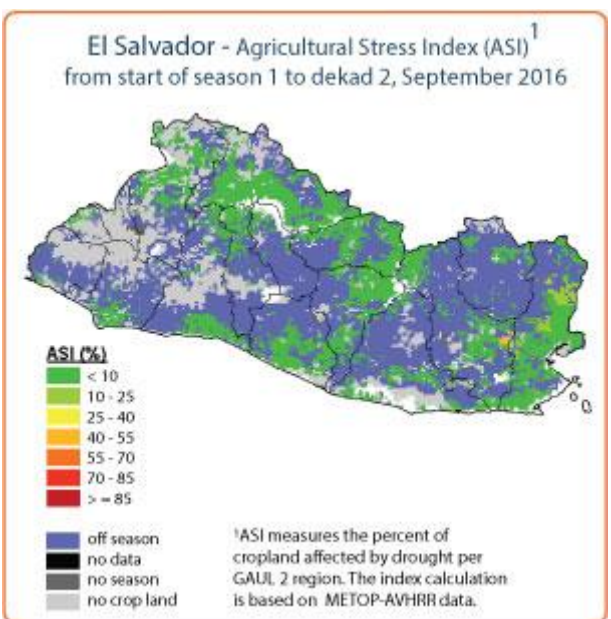 El Salvador - Agricultural Stress Index (ASI)1
from start of season 1 to dekad 2, September 2016
ASI (%)
< 10
10 - 25
25 - 40
40 - 55
55 - 70
70 - 85
> = 85
off season
no data
no season
no crop land
1ASI measures the percent of
cropland affected by drought per
GAUL 2 region. The index calculation
is based on METOP-AVHRR data.